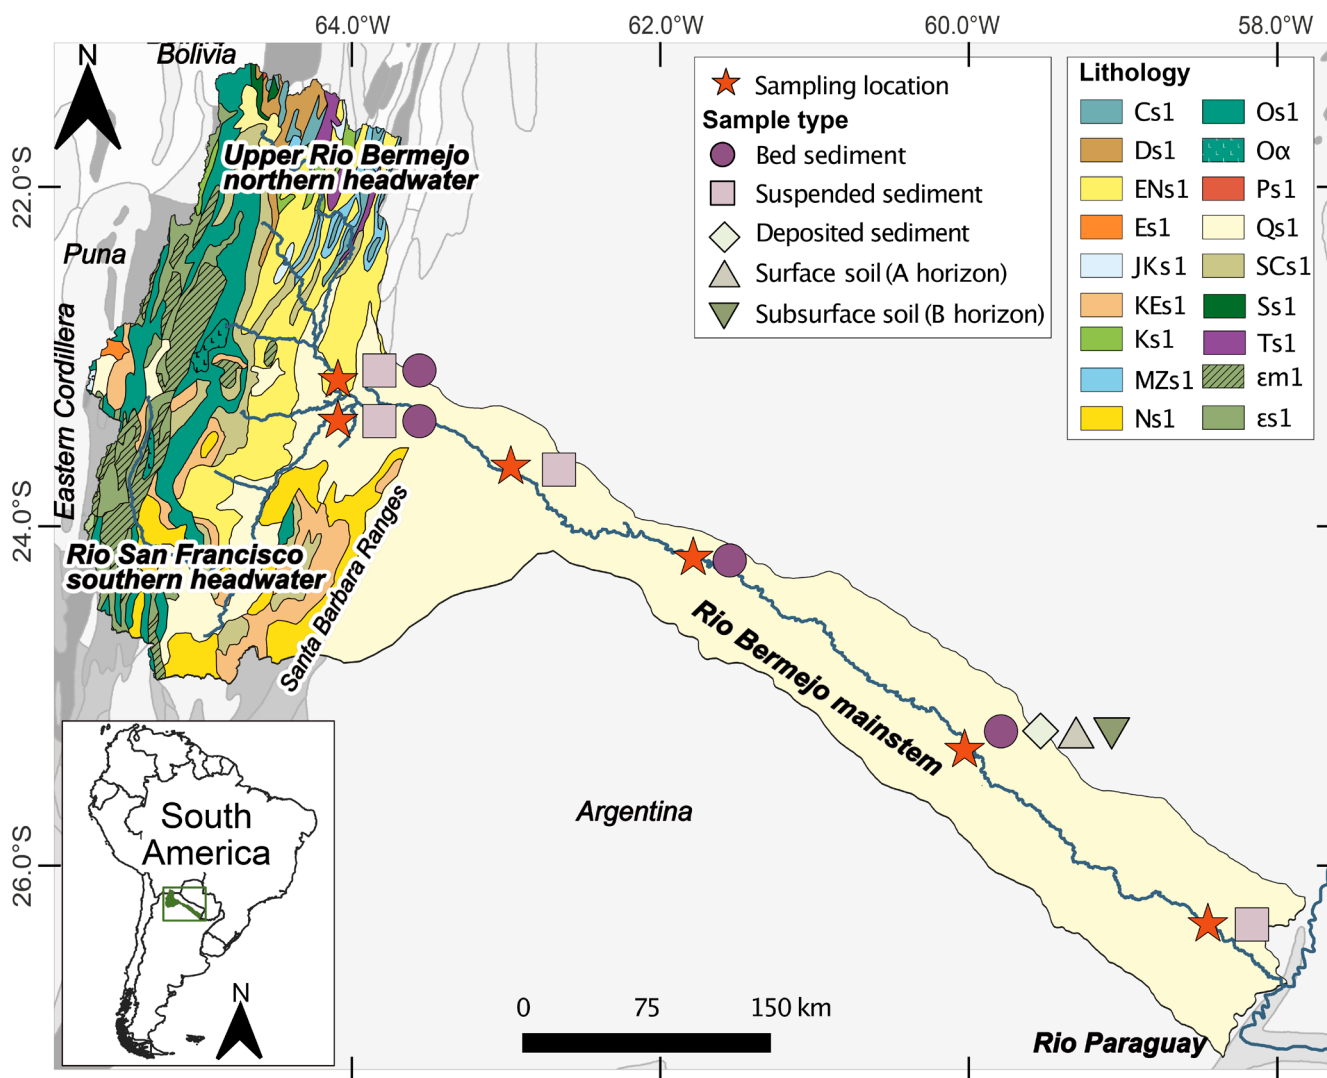 64.0°W
62.0°W
60.0°W
58.0°W
Bolivia
N
22.0°S
24.0°S
26.0°S
Upper Rio Bermejo
northern headwater
Puna
Eastern Cordillera
Rio San Francisco
southern headwater
Santa Barbara Ranges
Rio Bermejo mainstem
Argentina
Rio Paraguay
Sampling location
Sample type
Bed sediment
Suspended sediment
Deposited sediment
Surface soil (A horizon)
Subsurface soil (B horizon)
Lithology
Cs1
Ds1
ENs1
Es1
JKs1
KEs1
Ks1
MZs1
Ns1
Os1
Oα
Ps1
Qs1
SCs1
Ss1
Ts1
εm1
εs1
South
America
N
0 75 150 km